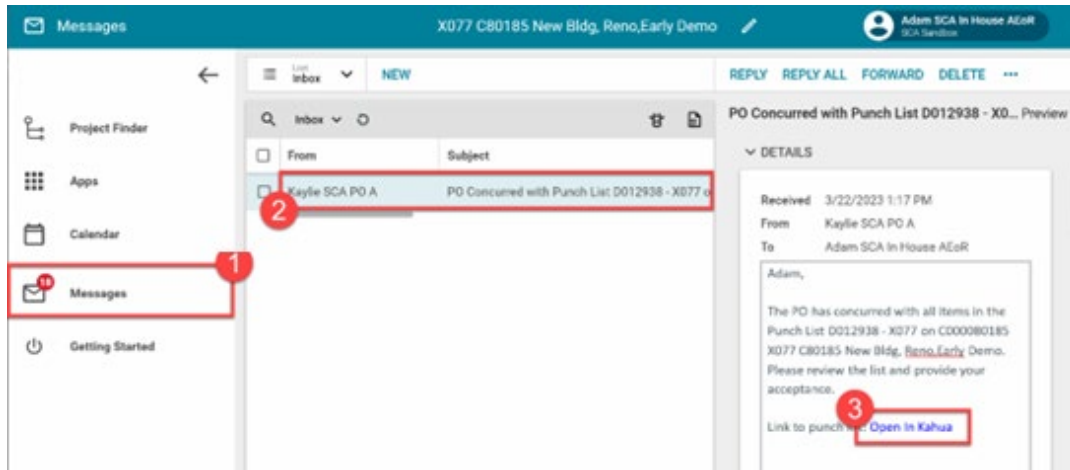 Messages
X077 C80185 New Bldg, Reno,Early Demo
Adam SCA In House AEoR
SCA Sandbox
List
Inbox
NEW
REPLY REPLY ALL FORWARD DELETE ...
Project Finder
Apps
Calendar
1
18
Messages
Getting Started
Inbox
From Subject
2
Kaylie SCA PO A PO Concurred with Punch List D012938 - X077 o
PO Concurred with Punch List D012938 - X0... Preview
DETAILS
Received 3/22/2023 1:17 PM
From Kaylie SCA PO A
To Adam SCA In House AEoR
Adam,
The PO has concurred with all items in the
Punch List D012938 - X077 on C000080185
X077 C80185 New Bldg, Reno,Early Demo.
Please review the list and provide your
acceptance.
3
Link to punch Open In Kahua